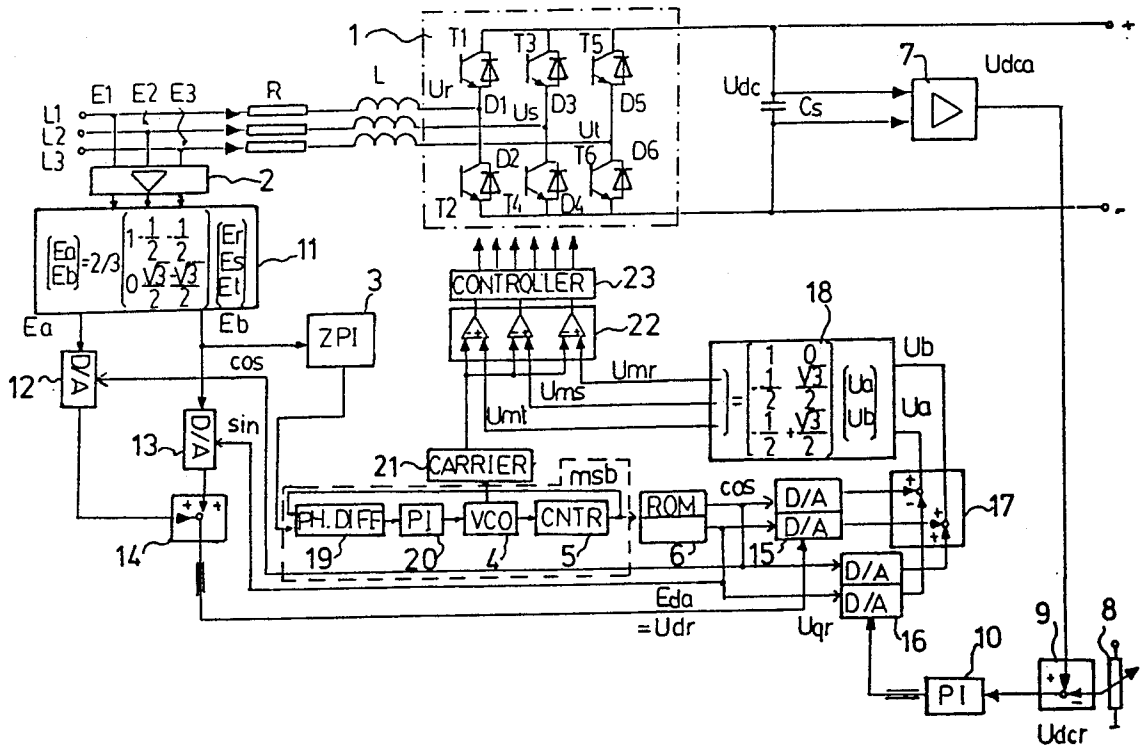 1
T1 T3 T5
7
Udca
L
Ur
Udc
Cs
E1 E2 E3
R
D1 D3 D5
L1
L2
L3
Us
Ut
D2 T6 D6
2
T2 T4 D4
+
-
[Ea Eb] = 2/3 [1 -1/2 -1/2 0 √3/2 -√3/2] [Er Es Et]
11
Ea Eb
3
ZPI
CONTROLLER
23
- + - + - +
22
18
[1 0 -1/2 √3/2 -1/2 +√3/2] [Ua Ub]
=
Ub
Ua
Umr
Ums
Umt
12
D/A
cos
13
D/A
sin
21
CARRIER
msb
14
+ +
PH.DIFF
PI
VCO
CNTR
19 20 4 5
ROM
6
cos
D/A
D/A
15
+ -
+ +
17
D/A
D/A
16
Eda
=Udr
Uqr
10
PI
9
+ -
8
Udcr